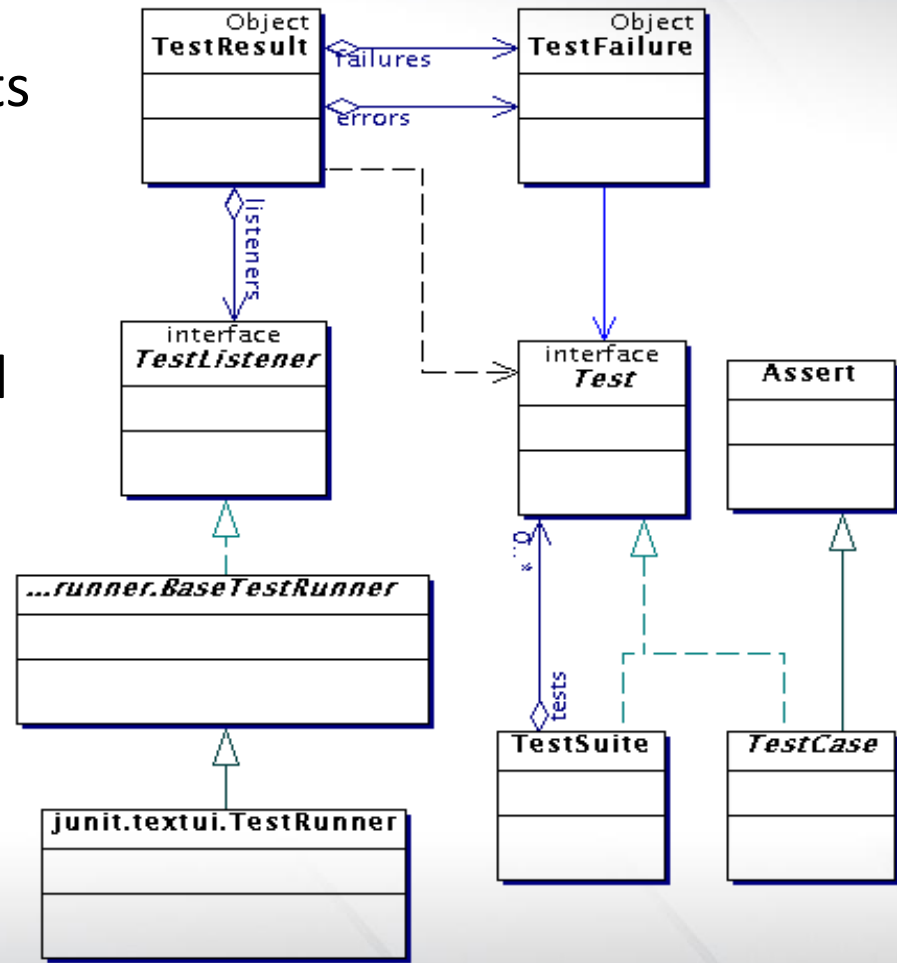 ts
Object
TestResult
Object
TestFailure
failures
errors
listeners
interface
TestListener
interface
Test
Assert
0..*
...runner.BaseTestRunner
tests
TestSuite
TestCase
junit.textui.TestRunner